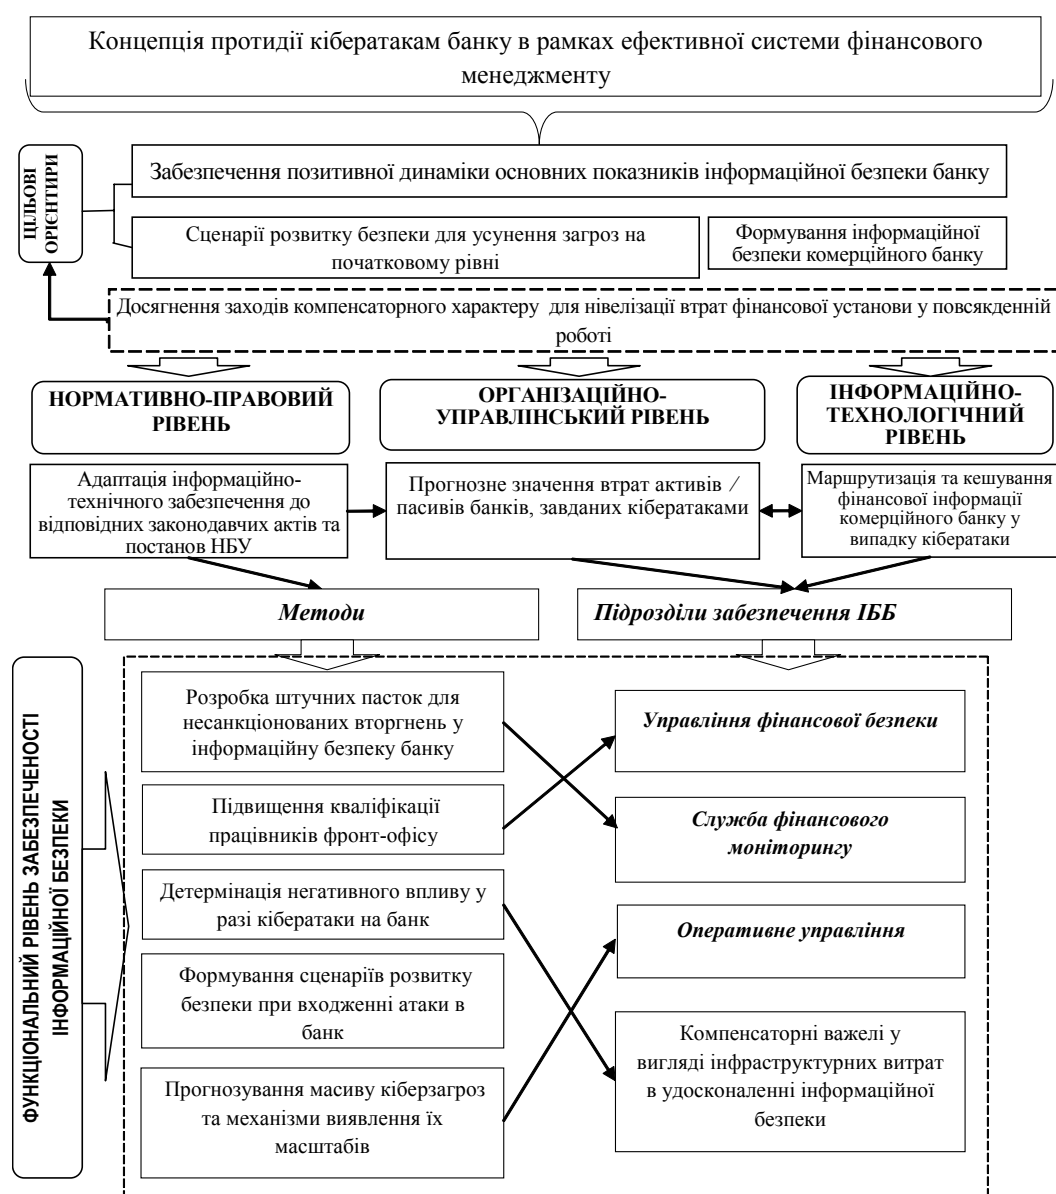 Концепція протидії кібератакам банку в рамках ефективної системи фінансового
менеджменту
ЦІЛЬОВІ
ОРІЄНТИРИ
Забезпечення позитивної динаміки основних показників інформаційної безпеки банку
Сценарії розвитку безпеки для усунення загроз на
початковому рівні
Формування інформаційної
безпеки комерційного банку
Досягнення заходів компенсаторного характеру для нівелізації втрат фінансової установи у повсякденній
роботі
НОРМАТИВНО-ПРАВОВИЙ
РІВЕНЬ
ОРГАНІЗАЦІЙНО-
УПРАВЛІНСЬКИЙ РІВЕНЬ
ІНФОРМАЦІЙНО-
ТЕХНОЛОГІЧНИЙ
РІВЕНЬ
Адаптація інформаційно-
технічного забезпечення до
відповідних законодавчих актів та
постанов НБУ
Прогнозне значення втрат активів /
пасивів банків, завданих кібератаками
Маршрутизація та кешування
фінансової інформації
комерційного банку у
випадку кібератаки
Методи
Підрозділи забезпечення ІББ
ФУНКЦІОНАЛЬНИЙ РІВЕНЬ ЗАБЕЗПЕЧЕНОСТІ
ІНФОРМАЦІЙНОЇ БЕЗПЕКИ
Розробка штучних пасток для
несанкціонованих вторгнень у
інформаційну безпеку банку
Підвищення кваліфікації
працівників фронт-офісу
Детермінація негативного впливу у
разі кібератаки на банк
Формування сценаріїв розвитку
безпеки при входженні атаки в
банк
Прогнозування масиву кіберзагроз
та механізми виявлення їх
масштабів
Управління фінансової безпеки
Служба фінансового
моніторингу
Оперативне управління
Компенсаторні важелі у
вигляді інфраструктурних витрат
в удосконаленні інформаційної
безпеки